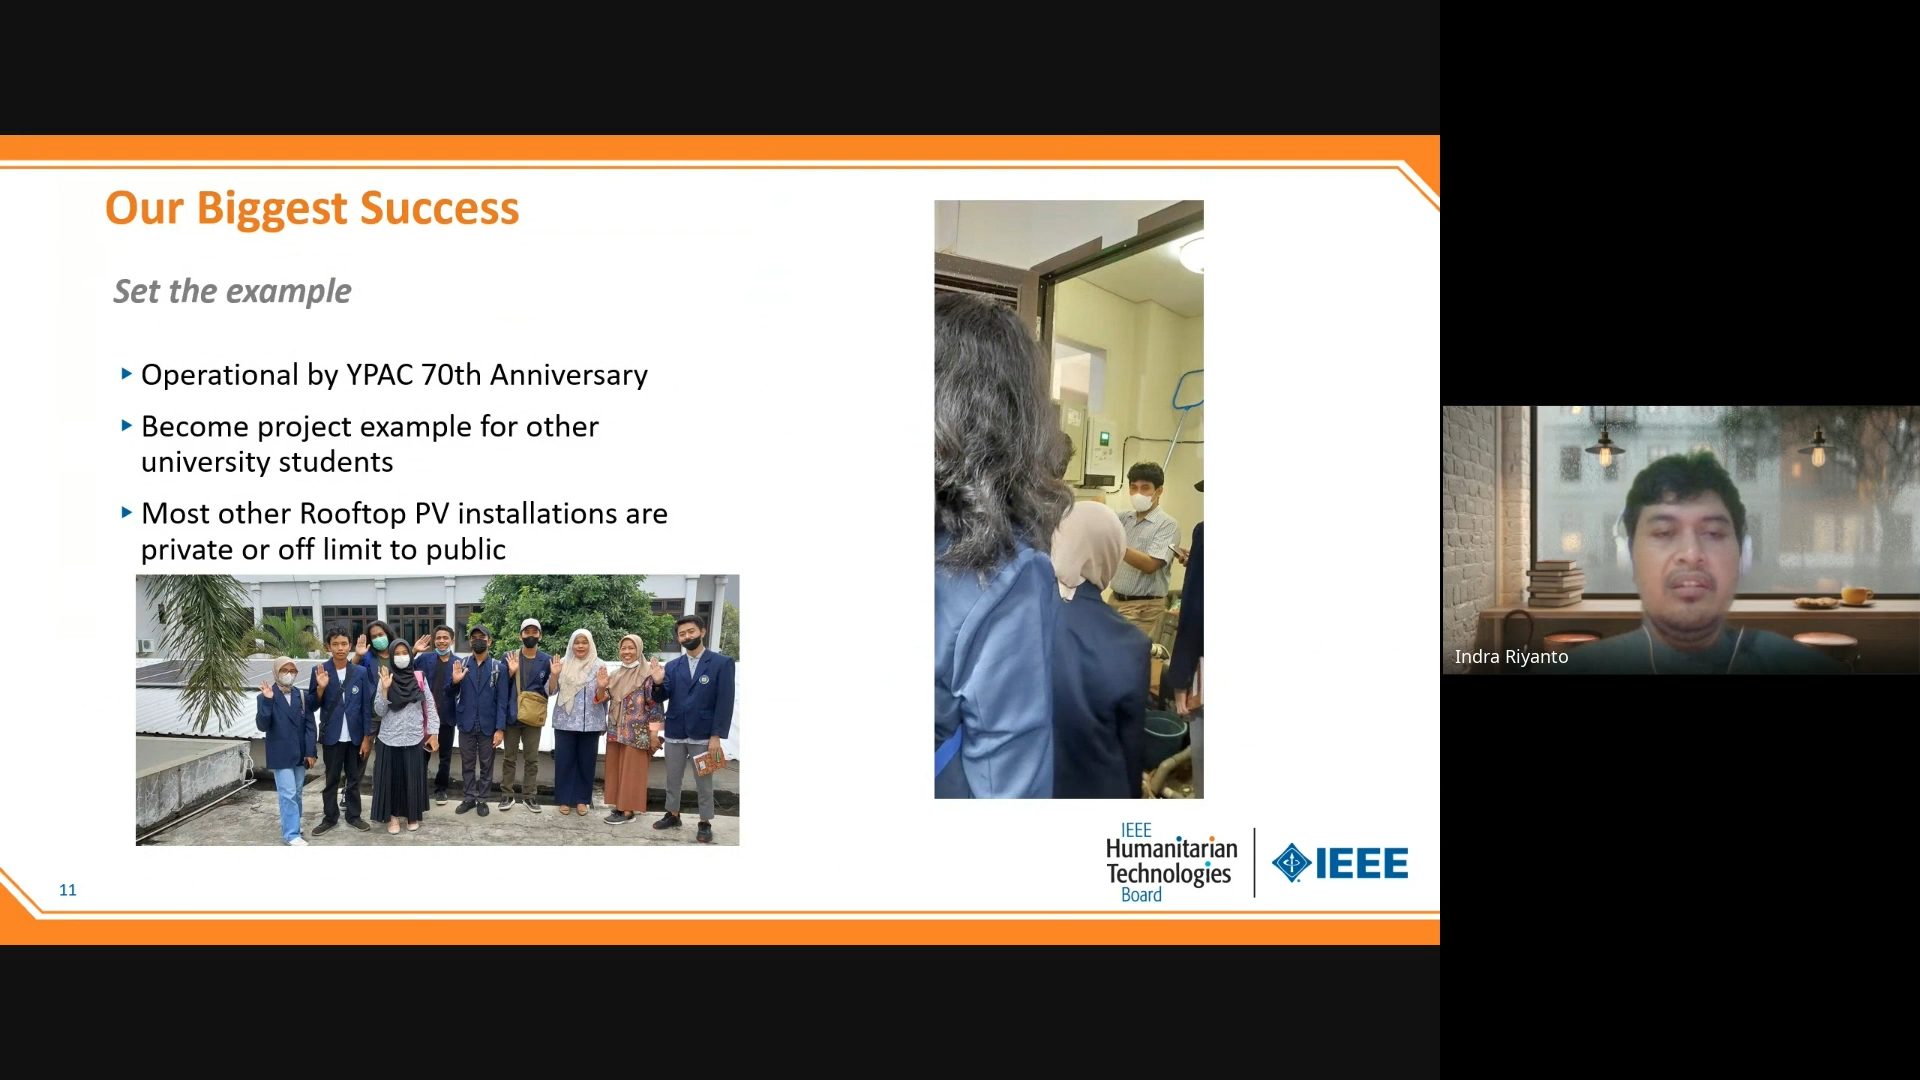 Our Biggest Success
Set the example
Operational by YPAC 70th Anniversary
Become project example for other
university students
Most other Rooftop PV installations are
private or off limit to public
IEEE
Humanitarian
Technologies
Board
IEEE
11
Indra Riyanto